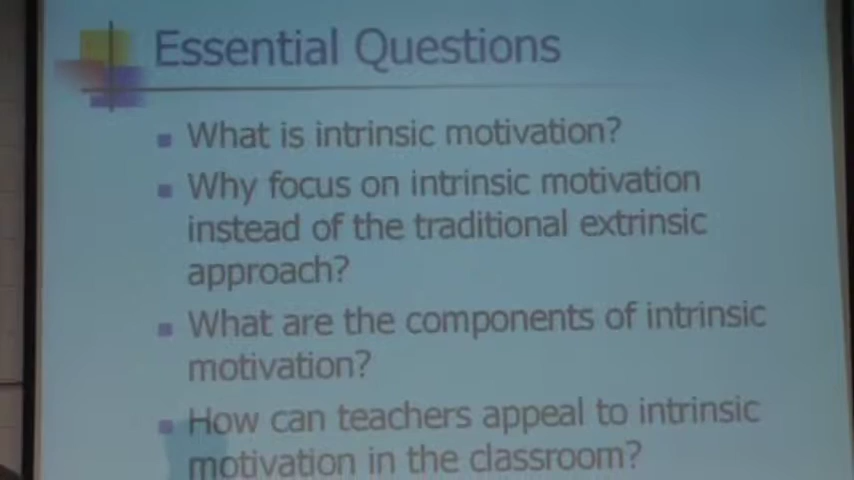 Essential Questions
What is intrinsic motivation?
Why focus on intrinsic motivation
instead of the traditional extrinsic
approach?
What are the components of intrinsic
motivation?
How can teachers appeal to intrinsic
motivation in the classroom?